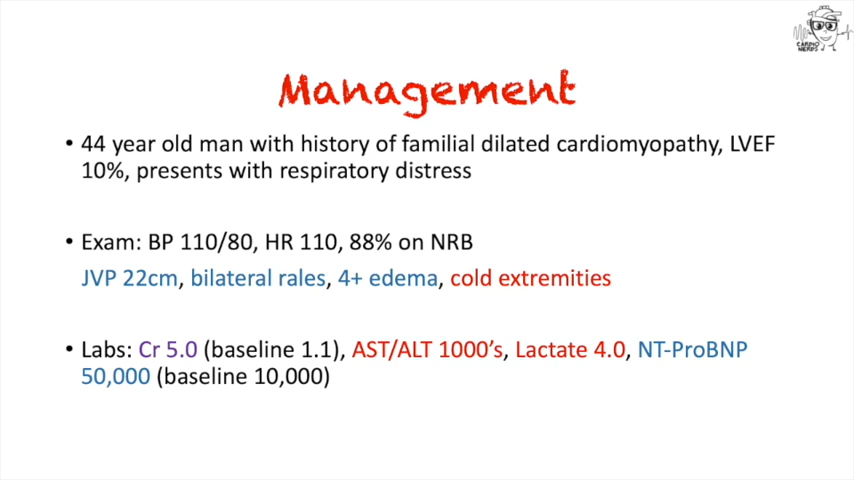 CARDIO
NERDS
Management
• 44 year old man with history of familial dilated cardiomyopathy, LVEF
10%, presents with respiratory distress
• Exam: BP 110/80, HR 110, 88% on NRB
JVP 22cm, bilateral rales, 4+ edema, cold extremities
• Labs: Cr 5.0 (baseline 1.1), AST/ALT 1000’s, Lactate 4.0, NT-ProBNP
50,000 (baseline 10,000)